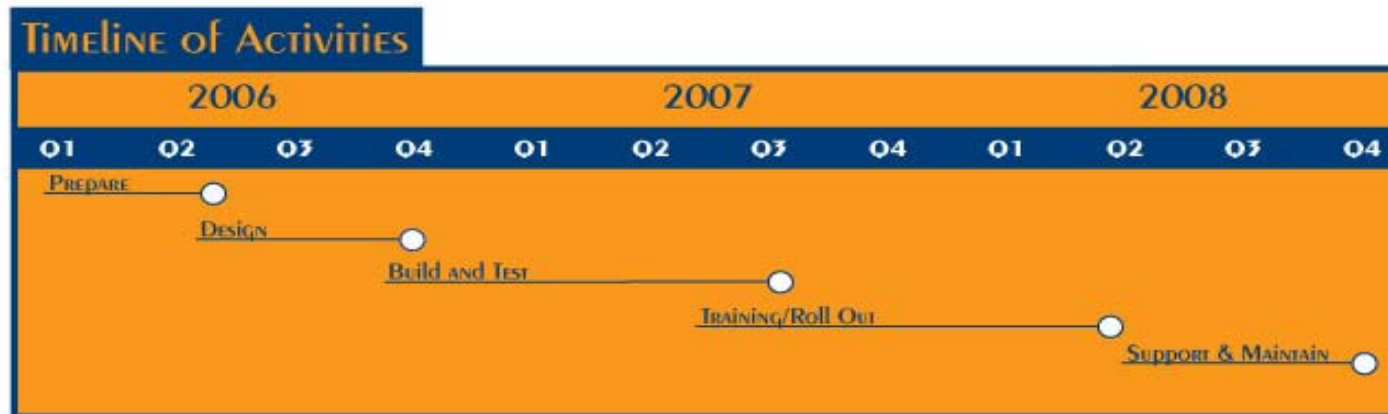 Timeline of Activities
2006 2007 2008
Q1 Q2 Q3 Q4 Q1 Q2 Q3 Q4 Q1 Q2 Q3 Q4
Prepare
Design
Build and Test
Training/Roll Out
Support & Maintain